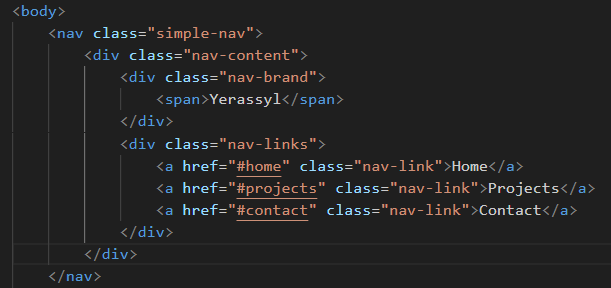 <body>
<nav class="simple-nav">
<div class="nav-content">
<div class="nav-brand">
<span>Yerassyl</span>
</div>
<div class="nav-links">
<a href="#home" class="nav-link">Home</a>
<a href="#projects" class="nav-link">Projects</a>
<a href="#contact" class="nav-link">Contact</a>
</div>
</div>
</nav>